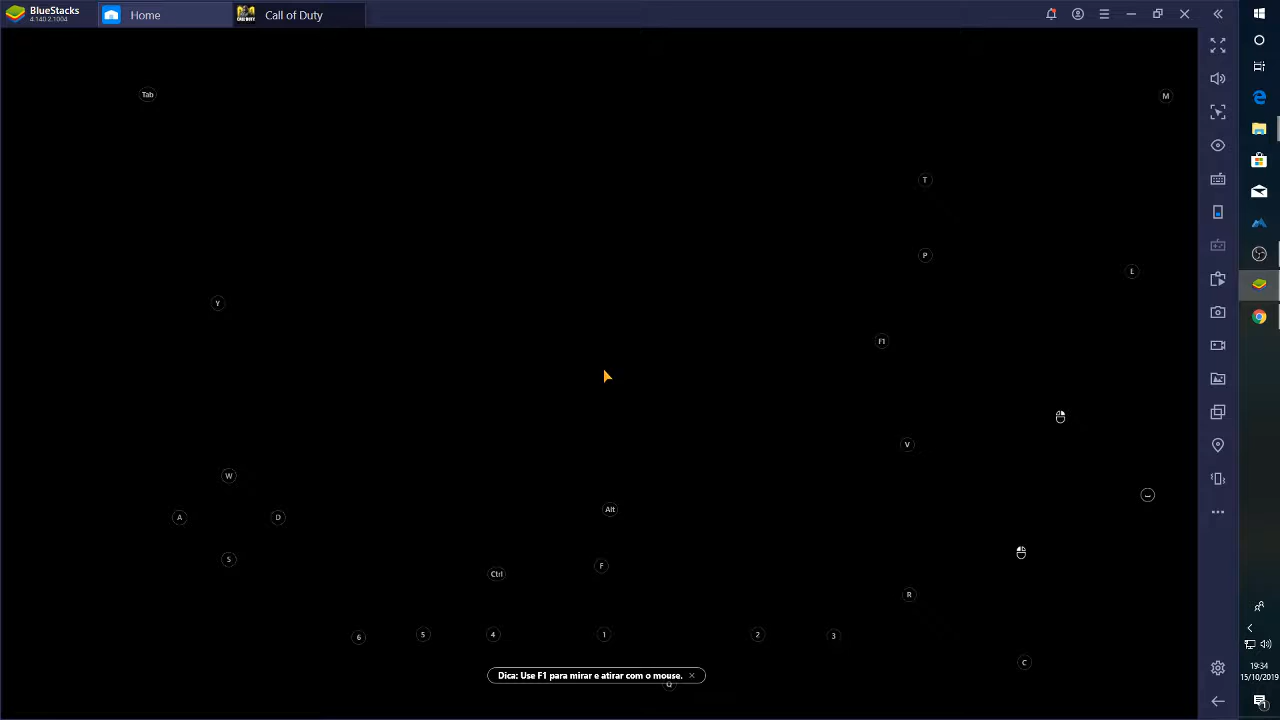 BlueStacks
4.140.2.1004
Home
Call of Duty
Tab
M
T
P
E
Y
F1
V
W
A
D
Alt
S
F
Ctrl
R
6
5
4
1
2
3
C
Dica: Use F1 para mirar e atirar com o mouse.
Q
19:34
15/10/2019